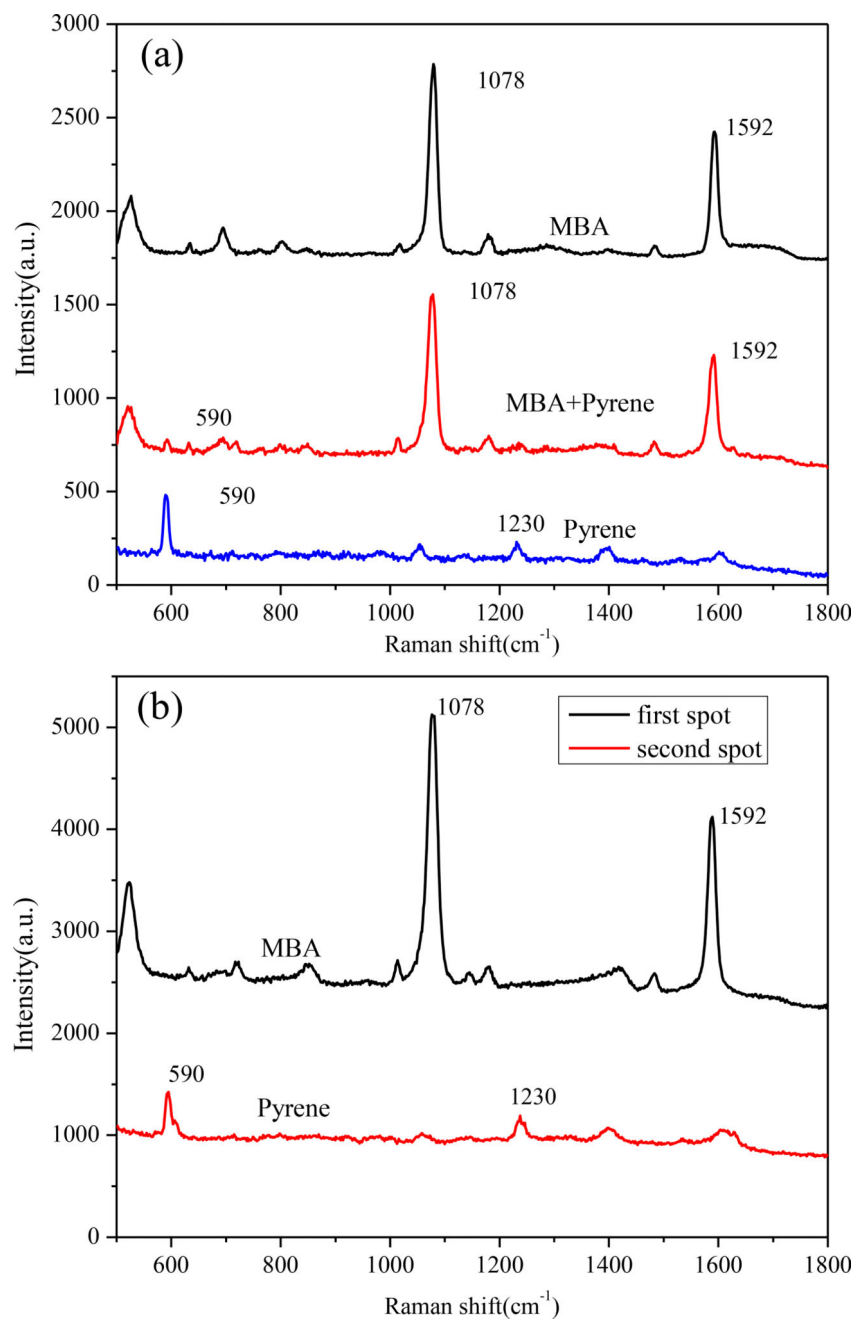 3000
(a)
1078
2500
1592
2000
MBA
Intensity(a.u.)
1078
1500
1592
1000
590
MBA+Pyrene
500
590
1230
Pyrene
0
600 800 1000 1200 1400 1600 1800
Raman shift(cm-1)
(b)
1078
5000
first spot
second spot
1592
4000
Intensity(a.u.)
3000
MBA
2000
590
Pyrene
1230
1000
0
600 800 1000 1200 1400 1600 1800
Raman shift(cm-1)